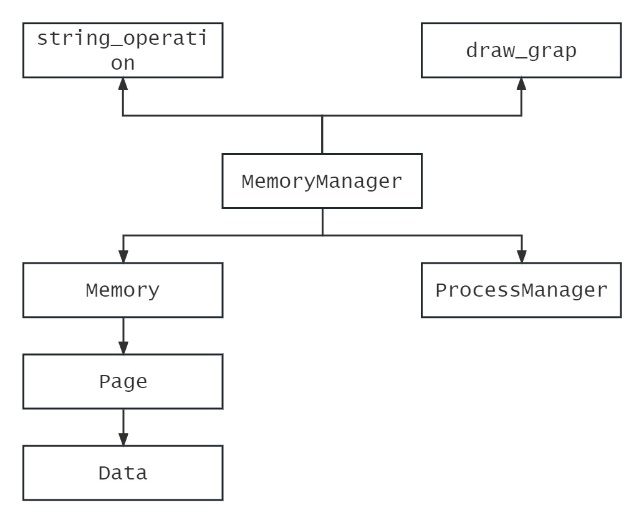 string_operati
on
draw_grap
MemoryManager
Memory
ProcessManager
Page
Data